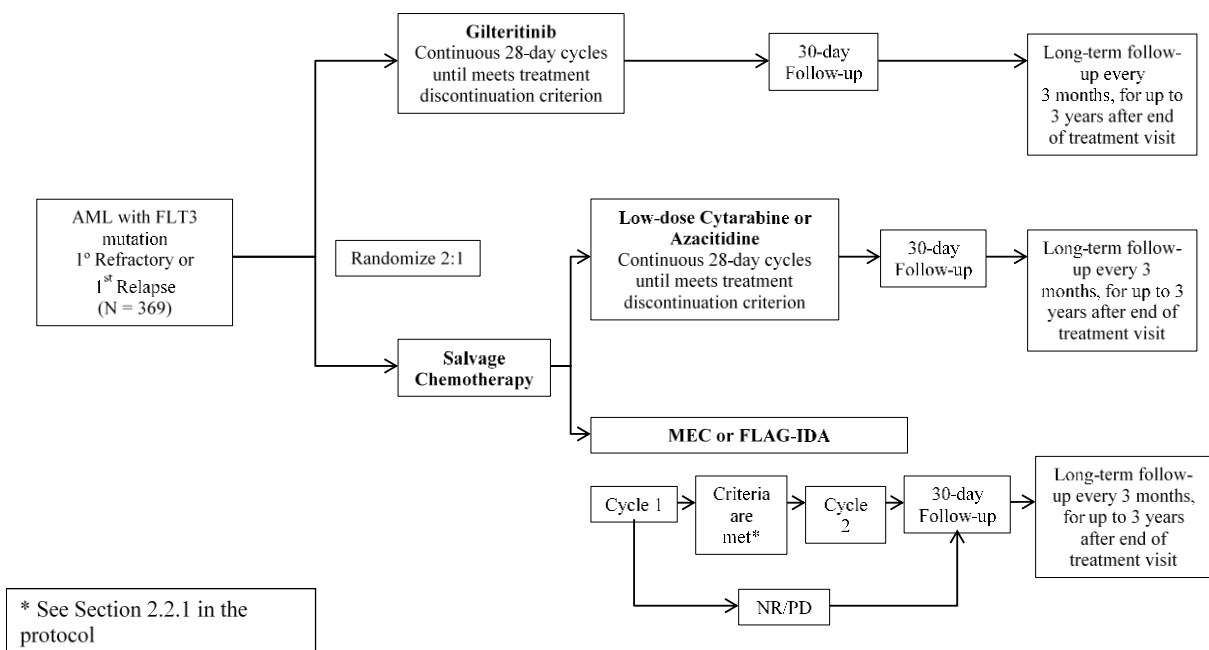 Gilteritinib
Continuous 28-day cycles
until meets treatment
discontinuation criterion
30-day
Follow-up
Long-term follow-
up every
3 months, for up to
3 years after end
of treatment visit
AML with FLT3
mutation
1° Refractory or
1st Relapse
(N = 369)
Randomize 2:1
Low-dose Cytarabine or
Azacitidine
Continuous 28-day cycles
until meets treatment
discontinuation criterion
30-day
Follow-up
Long-term follow-
up every 3
months, for up to 3
years after end of
treatment visit
Salvage
Chemotherapy
MEC or FLAG-IDA
Cycle 1
Criteria
are
met*
Cycle
2
30-day
Follow-up
Long-term follow-
up every 3 months,
for up to 3 years
after end of
treatment visit
NR/PD
* See Section 2.2.1 in the
protocol